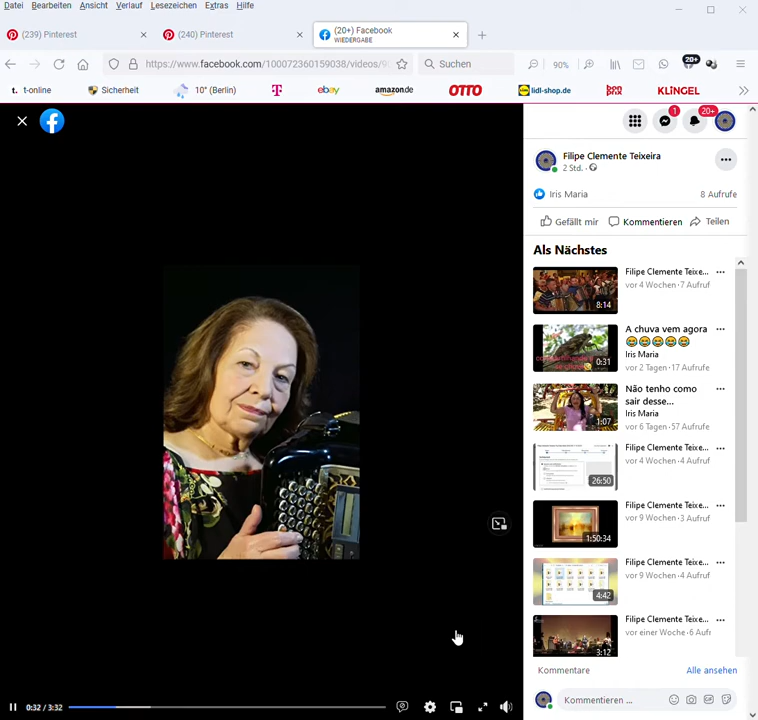 Datei Bearbeiten Ansicht Verlauf Lesezeichen Extras Hilfe
(239) Pinterest
(240) Pinterest
(20+) Facebook
WIEDERGABE
https://www.facebook.com/100072360159038/videos/90
Suchen
90%
20+
t-online
Sicherheit
10° (Berlin)
ebay
amazon.de
OTTO
lidl-shop.de
bon prix
KLINGEL
1
20+
Filipe Clemente Teixeira
2 Std. ·
Iris Maria
8 Aufrufe
Gefällt mir
Kommentieren
Teilen
Als Nächstes
Filipe Clemente Teixe...
vor 4 Wochen · 7 Aufruf
8:14
A chuva vem agora
😂😂😂😂😂
Iris Maria
vor 2 Tagen · 17 Aufrufe
0:31
Não tenho como
sair desse...
Iris Maria
vor 6 Tagen · 57 Aufrufe
1:07
Filipe Clemente Teixe...
vor 4 Wochen · 4 Aufruf
26:50
Filipe Clemente Teixe...
vor 9 Wochen · 3 Aufruf
1:50:34
Filipe Clemente Teixe...
vor 9 Wochen · 4 Aufruf
4:42
Filipe Clemente Teixe...
vor einer Woche · 6 Aufr
3:12
Kommentare
Alle ansehen
0:32 / 3:32
Kommentieren ...